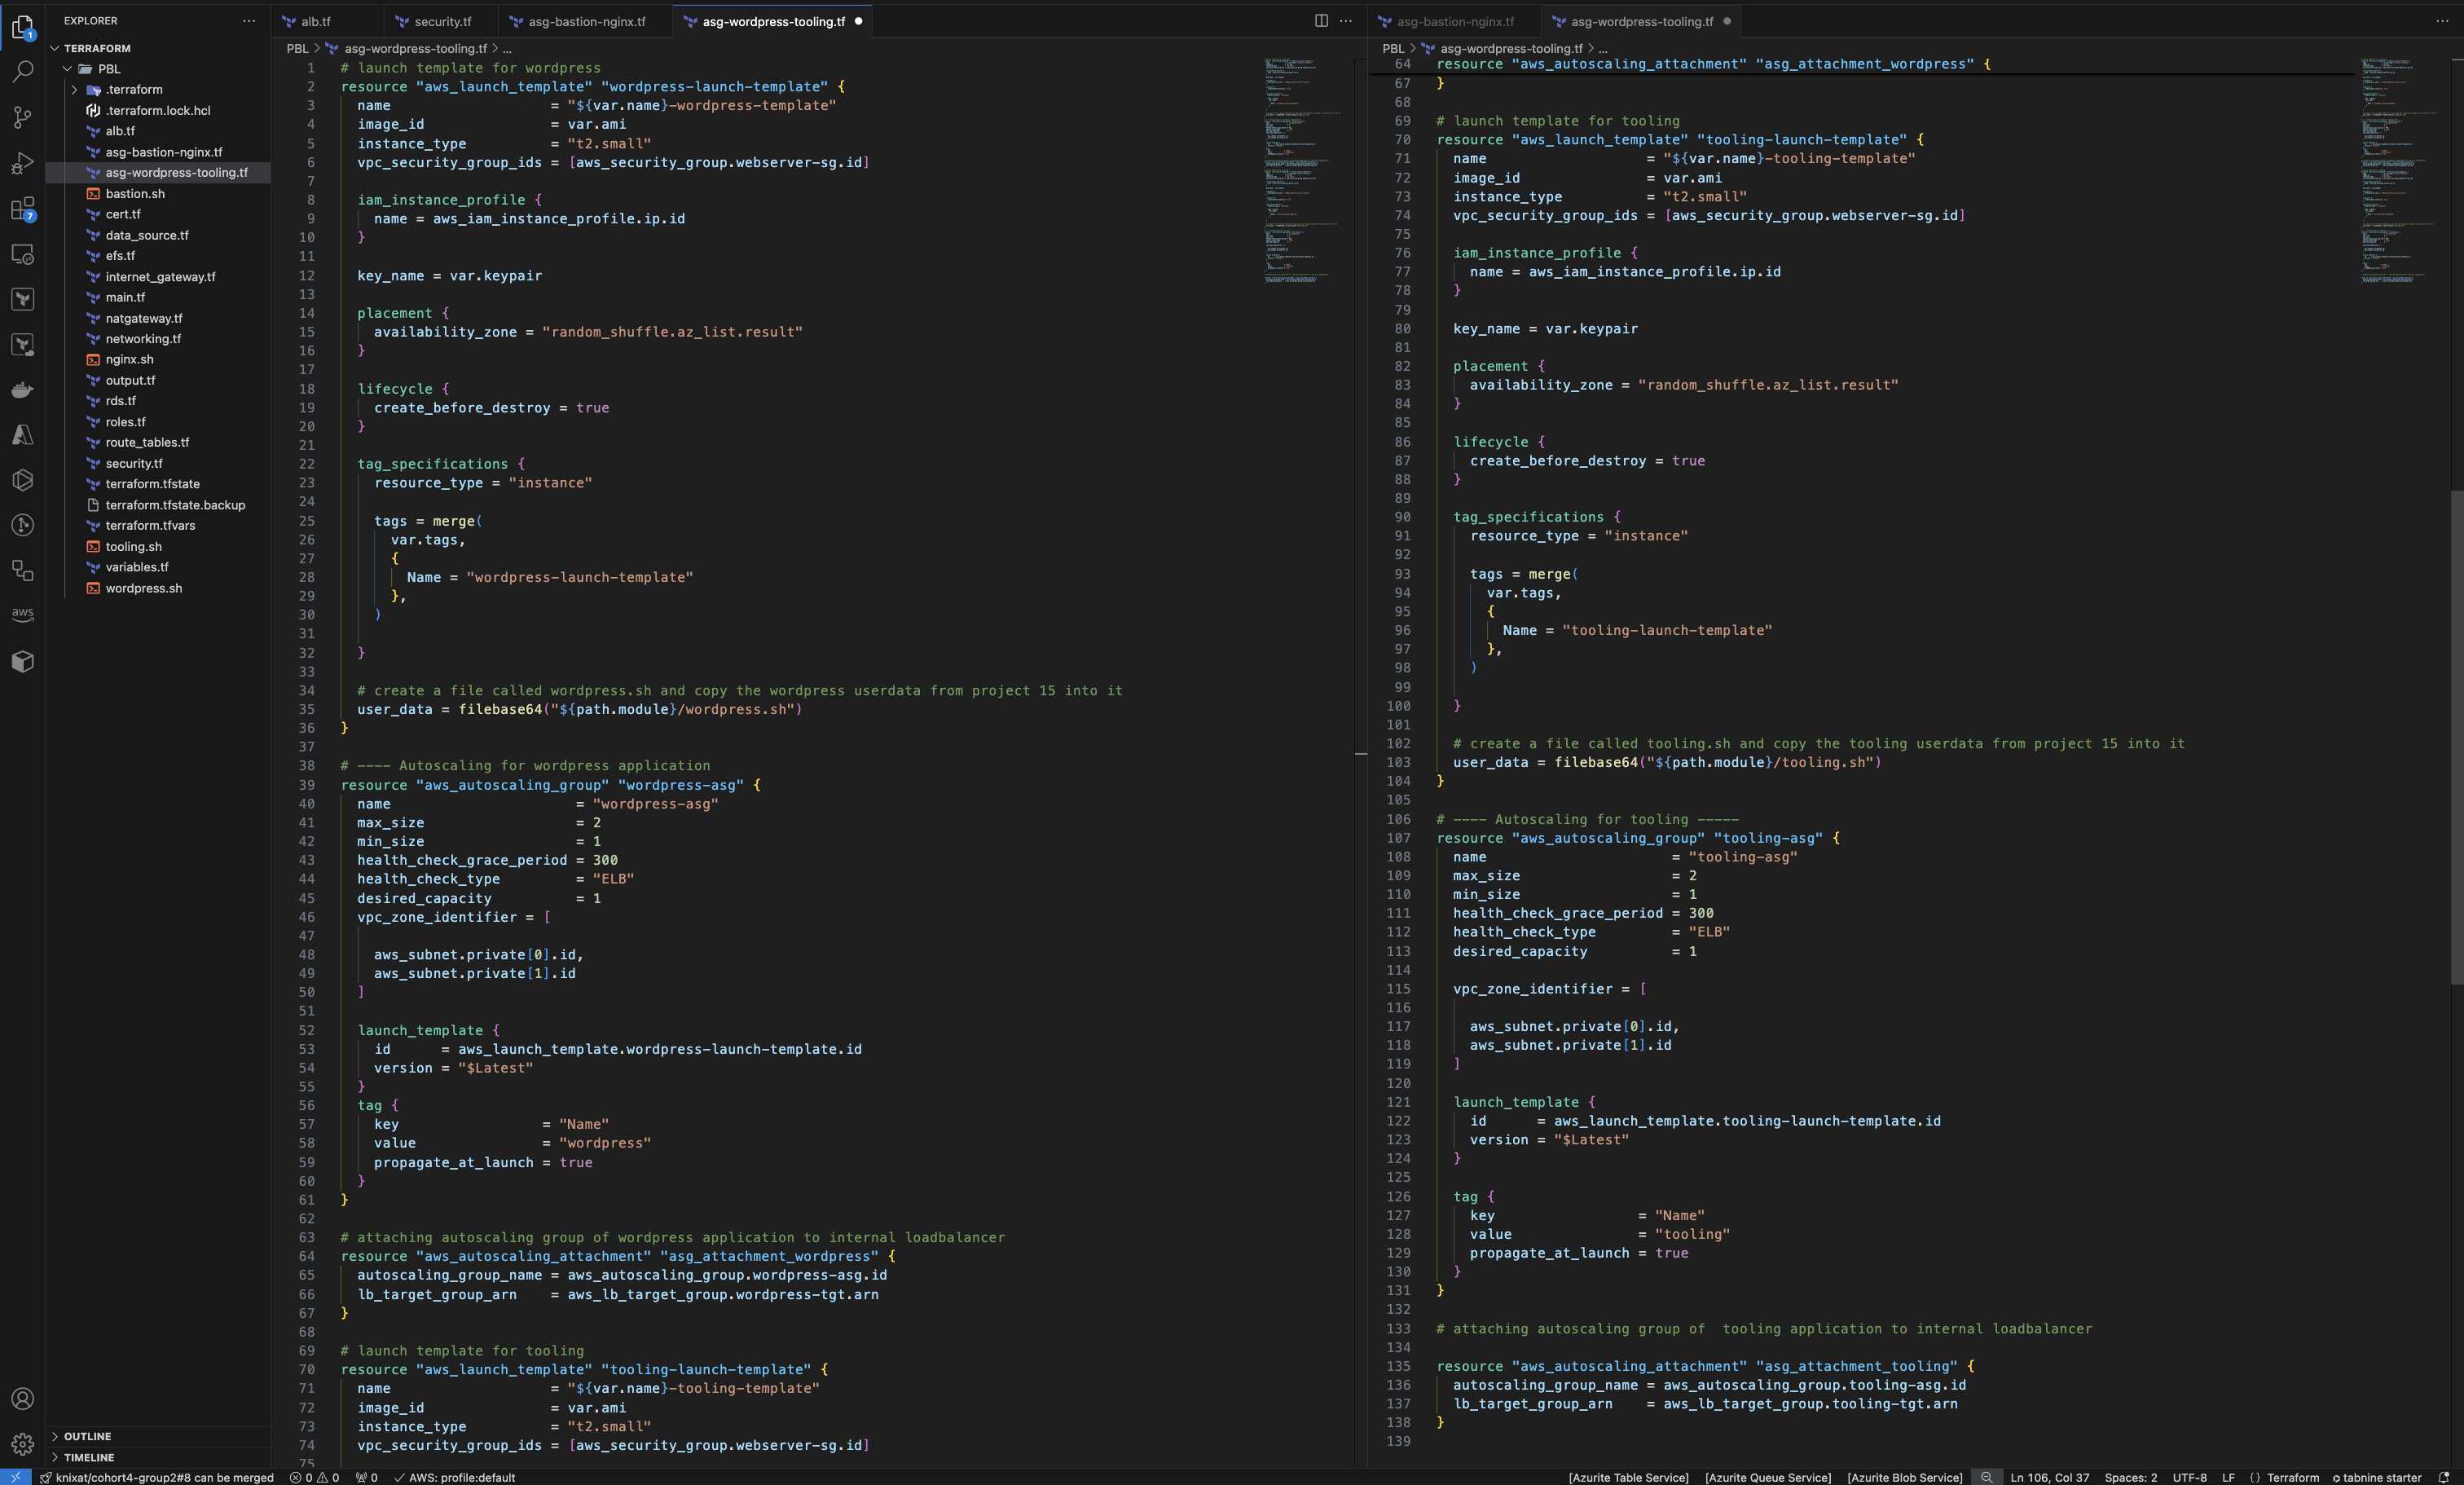 EXPLORER
TERRAFORM
PBL
.terraform
.terraform.lock.hcl
alb.tf
asg-bastion-nginx.tf
asg-wordpress-tooling.tf
bastion.sh
cert.tf
data_source.tf
efs.tf
internet_gateway.tf
main.tf
natgateway.tf
networking.tf
nginx.sh
output.tf
rds.tf
roles.tf
route_tables.tf
security.tf
terraform.tfstate
terraform.tfstate.backup
terraform.tfvars
tooling.sh
variables.tf
wordpress.sh
OUTLINE
TIMELINE
1
7
aws
alb.tf security.tf asg-bastion-nginx.tf asg-wordpress-tooling.tf
PBL > asg-wordpress-tooling.tf > ...
1 # launch template for wordpress
2 resource "aws_launch_template" "wordpress-launch-template" {
3 name = "${var.name}-wordpress-template"
4 image_id = var.ami
5 instance_type = "t2.small"
6 vpc_security_group_ids = [aws_security_group.webserver-sg.id]
7
8 iam_instance_profile {
9 name = aws_iam_instance_profile.ip.id
10 }
11
12 key_name = var.keypair
13
14 placement {
15 availability_zone = "random_shuffle.az_list.result"
16 }
17
18 lifecycle {
19 create_before_destroy = true
20 }
21
22 tag_specifications {
23 resource_type = "instance"
24
25 tags = merge(
26 var.tags,
27 {
28 Name = "wordpress-launch-template"
29 },
30 )
31
32 }
33
34 # create a file called wordpress.sh and copy the wordpress userdata from project 15 into it
35 user_data = filebase64("${path.module}/wordpress.sh")
36 }
37
38 # ---- Autoscaling for wordpress application
39 resource "aws_autoscaling_group" "wordpress-asg" {
40 name = "wordpress-asg"
41 max_size = 2
42 min_size = 1
43 health_check_grace_period = 300
44 health_check_type = "ELB"
45 desired_capacity = 1
46 vpc_zone_identifier = [
47
48 aws_subnet.private[0].id,
49 aws_subnet.private[1].id
50 ]
51
52 launch_template {
53 id = aws_launch_template.wordpress-launch-template.id
54 version = "$Latest"
55 }
56 tag {
57 key = "Name"
58 value = "wordpress"
59 propagate_at_launch = true
60 }
61 }
62
63 # attaching autoscaling group of wordpress application to internal loadbalancer
64 resource "aws_autoscaling_attachment" "asg_attachment_wordpress" {
65 autoscaling_group_name = aws_autoscaling_group.wordpress-asg.id
66 lb_target_group_arn = aws_lb_target_group.wordpress-tgt.arn
67 }
68
69 # launch template for tooling
70 resource "aws_launch_template" "tooling-launch-template" {
71 name = "${var.name}-tooling-template"
72 image_id = var.ami
73 instance_type = "t2.small"
74 vpc_security_group_ids = [aws_security_group.webserver-sg.id]
75
asg-bastion-nginx.tf asg-wordpress-tooling.tf
PBL > asg-wordpress-tooling.tf > ...
64 resource "aws_autoscaling_attachment" "asg_attachment_wordpress" {
67 }
68
69 # launch template for tooling
70 resource "aws_launch_template" "tooling-launch-template" {
71 name = "${var.name}-tooling-template"
72 image_id = var.ami
73 instance_type = "t2.small"
74 vpc_security_group_ids = [aws_security_group.webserver-sg.id]
75
76 iam_instance_profile {
77 name = aws_iam_instance_profile.ip.id
78 }
79
80 key_name = var.keypair
81
82 placement {
83 availability_zone = "random_shuffle.az_list.result"
84 }
85
86 lifecycle {
87 create_before_destroy = true
88 }
89
90 tag_specifications {
91 resource_type = "instance"
92
93 tags = merge(
94 var.tags,
95 {
96 Name = "tooling-launch-template"
97 },
98 )
99
100 }
101
102 # create a file called tooling.sh and copy the tooling userdata from project 15 into it
103 user_data = filebase64("${path.module}/tooling.sh")
104 }
105
106 # ---- Autoscaling for tooling -----
107 resource "aws_autoscaling_group" "tooling-asg" {
108 name = "tooling-asg"
109 max_size = 2
110 min_size = 1
111 health_check_grace_period = 300
112 health_check_type = "ELB"
113 desired_capacity = 1
114
115 vpc_zone_identifier = [
116
117 aws_subnet.private[0].id,
118 aws_subnet.private[1].id
119 ]
120
121 launch_template {
122 id = aws_launch_template.tooling-launch-template.id
123 version = "$Latest"
124 }
125
126 tag {
127 key = "Name"
128 value = "tooling"
129 propagate_at_launch = true
130 }
131 }
132
133 # attaching autoscaling group of  tooling application to internal loadbalancer
134
135 resource "aws_autoscaling_attachment" "asg_attachment_tooling" {
136 autoscaling_group_name = aws_autoscaling_group.tooling-asg.id
137 lb_target_group_arn = aws_lb_target_group.tooling-tgt.arn
138 }
139
knixat/cohort4-group2#8 can be merged 0 0 0 AWS: profile:default [Azurite Table Service] [Azurite Queue Service] [Azurite Blob Service] Ln 106, Col 37 Spaces: 2 UTF-8 LF {} Terraform tabnine starter